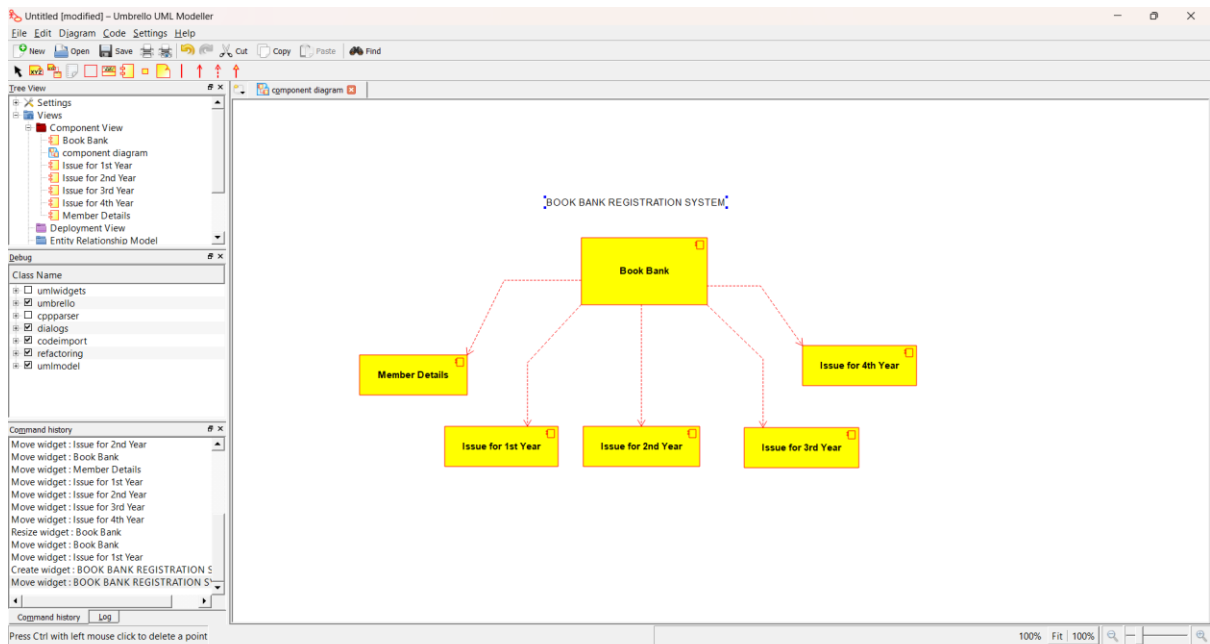 Untitled [modified] – Umbrello UML Modeller
File Edit Diagram Code Settings Help
New Open Save Cut Copy Paste Find
XYZ
Tree View
component diagram
Settings
Views
Component View
Book Bank
component diagram
Issue for 1st Year
Issue for 2nd Year
Issue for 3rd Year
Issue for 4th Year
Member Details
Deployment View
Entity Relationship Model
Debug
Class Name
umlwidgets
umbrello
cppparser
dialogs
codeimport
refactoring
umlmodel
Command history
Move widget : Issue for 2nd Year
Move widget : Book Bank
Move widget : Member Details
Move widget : Issue for 1st Year
Move widget : Issue for 2nd Year
Move widget : Issue for 3rd Year
Move widget : Issue for 4th Year
Resize widget : Book Bank
Move widget : Book Bank
Move widget : Issue for 1st Year
Create widget : BOOK BANK REGISTRATION S
Move widget : BOOK BANK REGISTRATION S
Command history Log
Press Ctrl with left mouse click to delete a point
BOOK BANK REGISTRATION SYSTEM
Book Bank
Member Details
Issue for 4th Year
Issue for 1st Year
Issue for 2nd Year
Issue for 3rd Year
100% Fit 100%